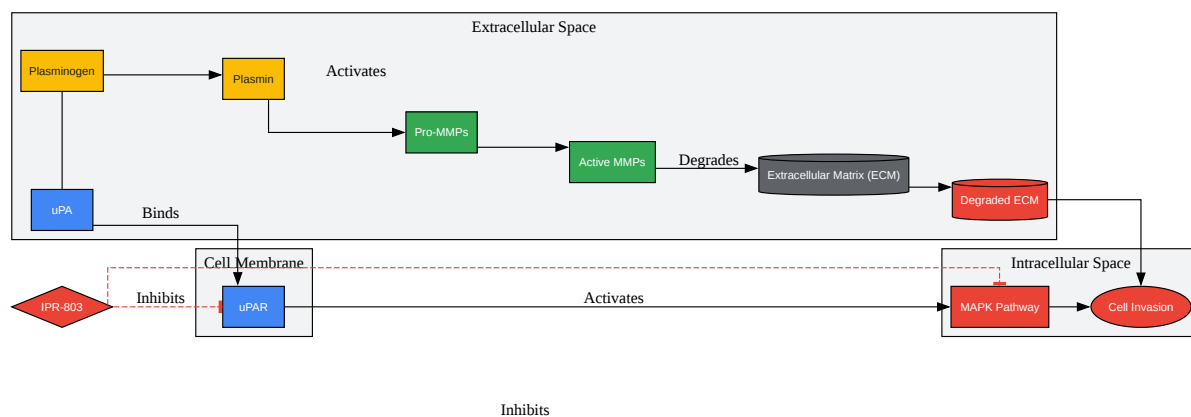 Extracellular Space
Plasminogen
Plasmin
Activates
Pro-MMPs
Active MMPs
Degrades
Extracellular Matrix (ECM)
Degraded ECM
uPA
Binds
Cell Membrane
Intracellular Space
IPR-803
Inhibits
uPAR
Activates
MAPK Pathway
Cell Invasion
Inhibits